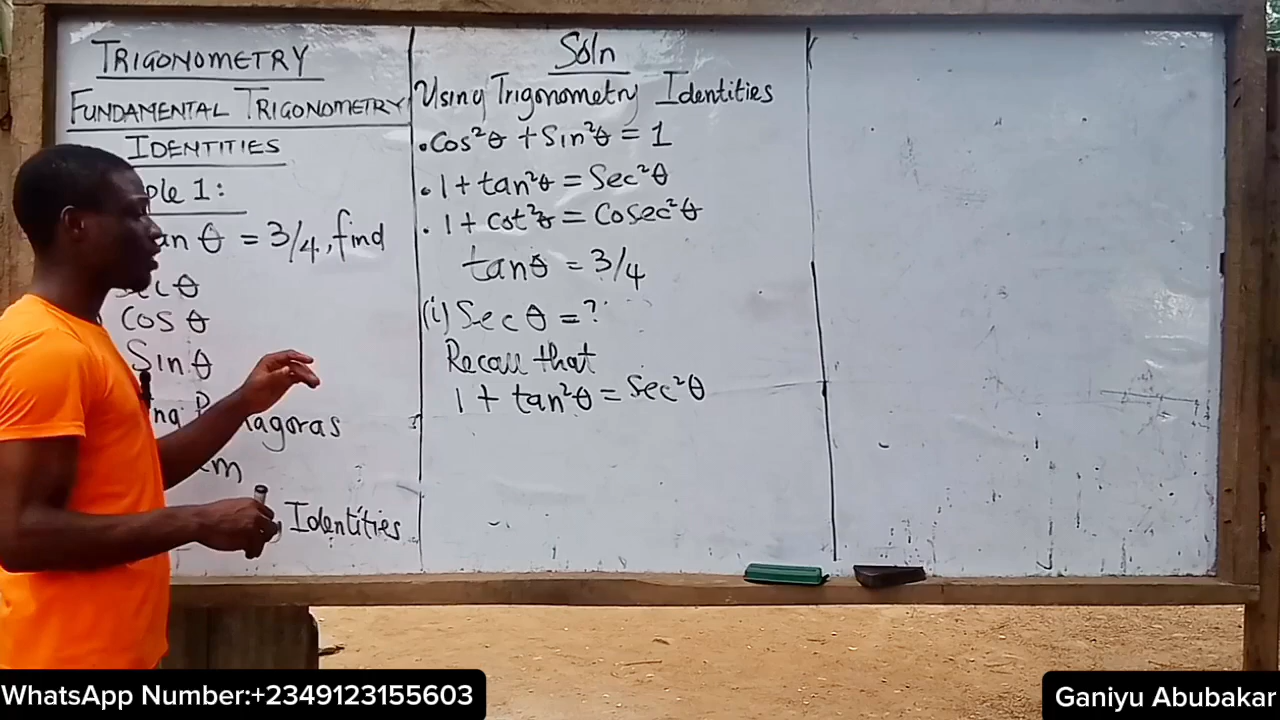 TRIGONOMETRY
FUNDAMENTAL TRIGONOMETRY
IDENTITIES
ple 1:
an θ = 3/4, find
sec θ
cos θ
Sin θ
agoras
m
Identities
Soln
Using Trigonometry Identities
• Cos²θ + Sin²θ = 1
• 1 + tan²θ = Sec²θ
• 1 + cot²θ = Cosec²θ
tanθ = 3/4
(i) Sec θ = ?
Recall that
1 + tan²θ = Sec²θ
WhatsApp Number:+2349123155603
Ganiyu Abubakar